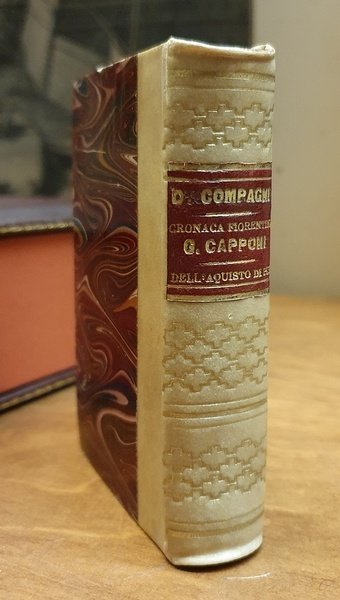 D. COMPAGNI
CRONACA FIORENTINA
G. CAPPONI
DELL'AQUISTO DI